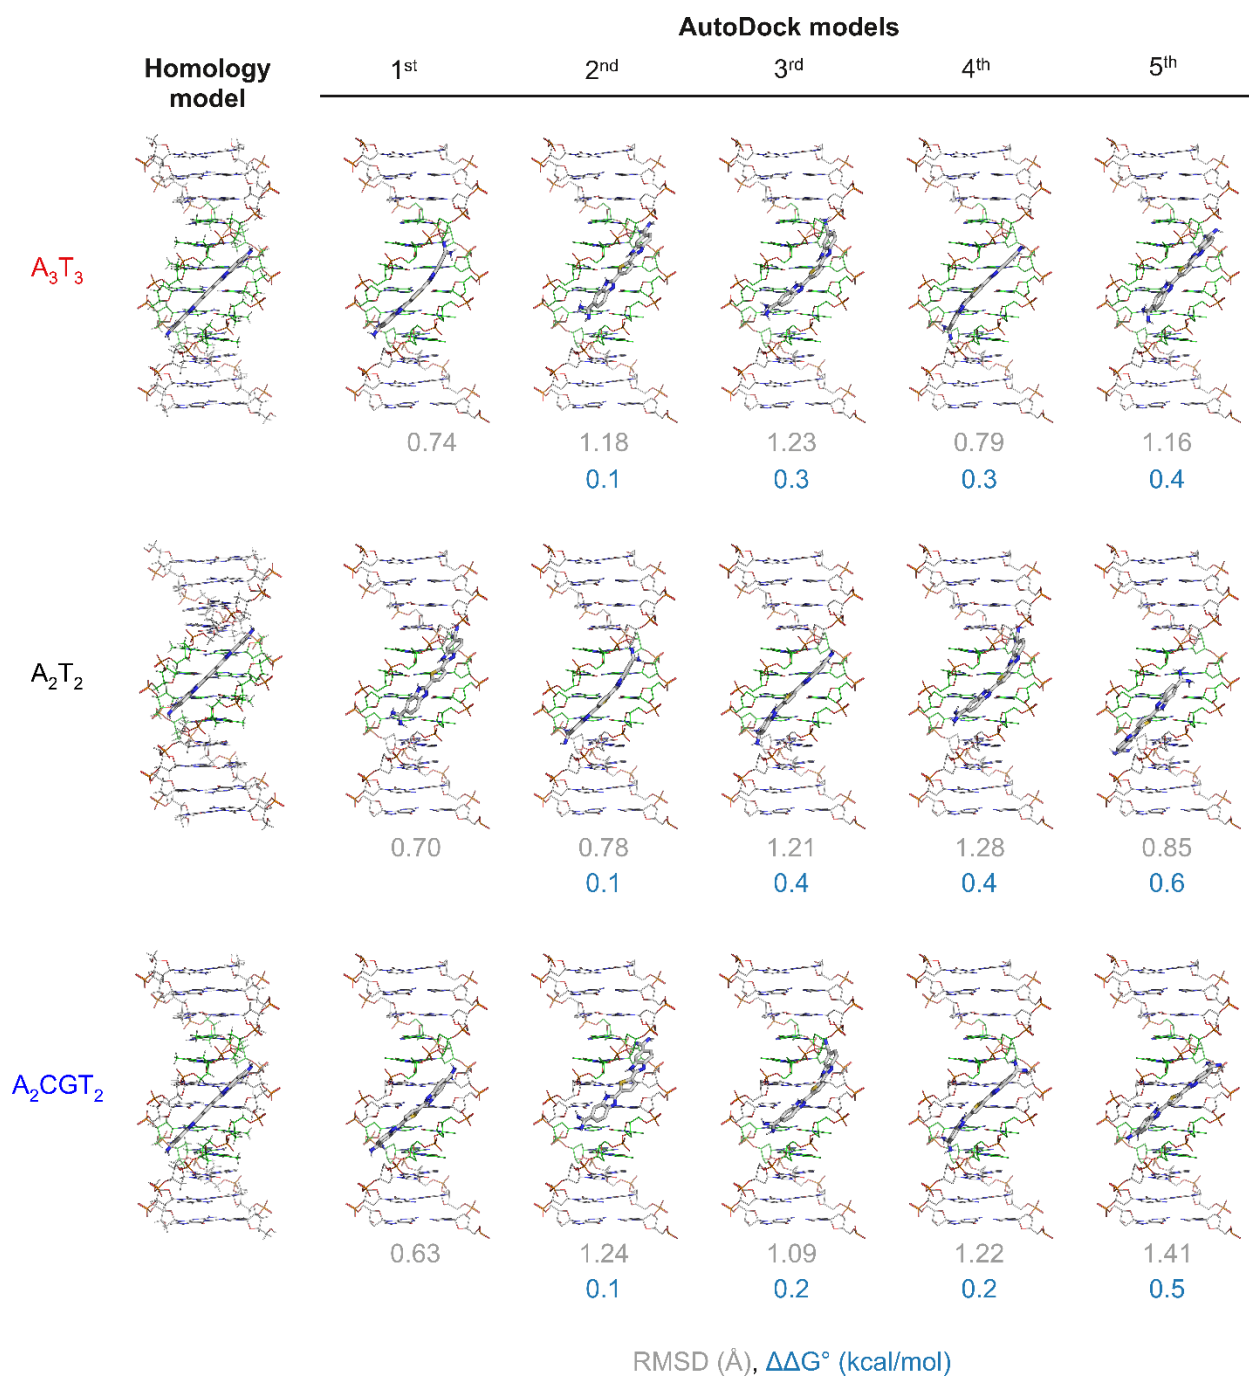 AutoDock models
Homology model
1st 2nd 3rd 4th 5th
A3T3
0.74 1.18 1.23 0.79 1.16
0.1 0.3 0.3 0.4
A2T2
0.70 0.78 1.21 1.28 0.85
0.1 0.4 0.4 0.6
A2CGT2
0.63 1.24 1.09 1.22 1.41
0.1 0.2 0.2 0.5
RMSD (Å), ΔΔG° (kcal/mol)